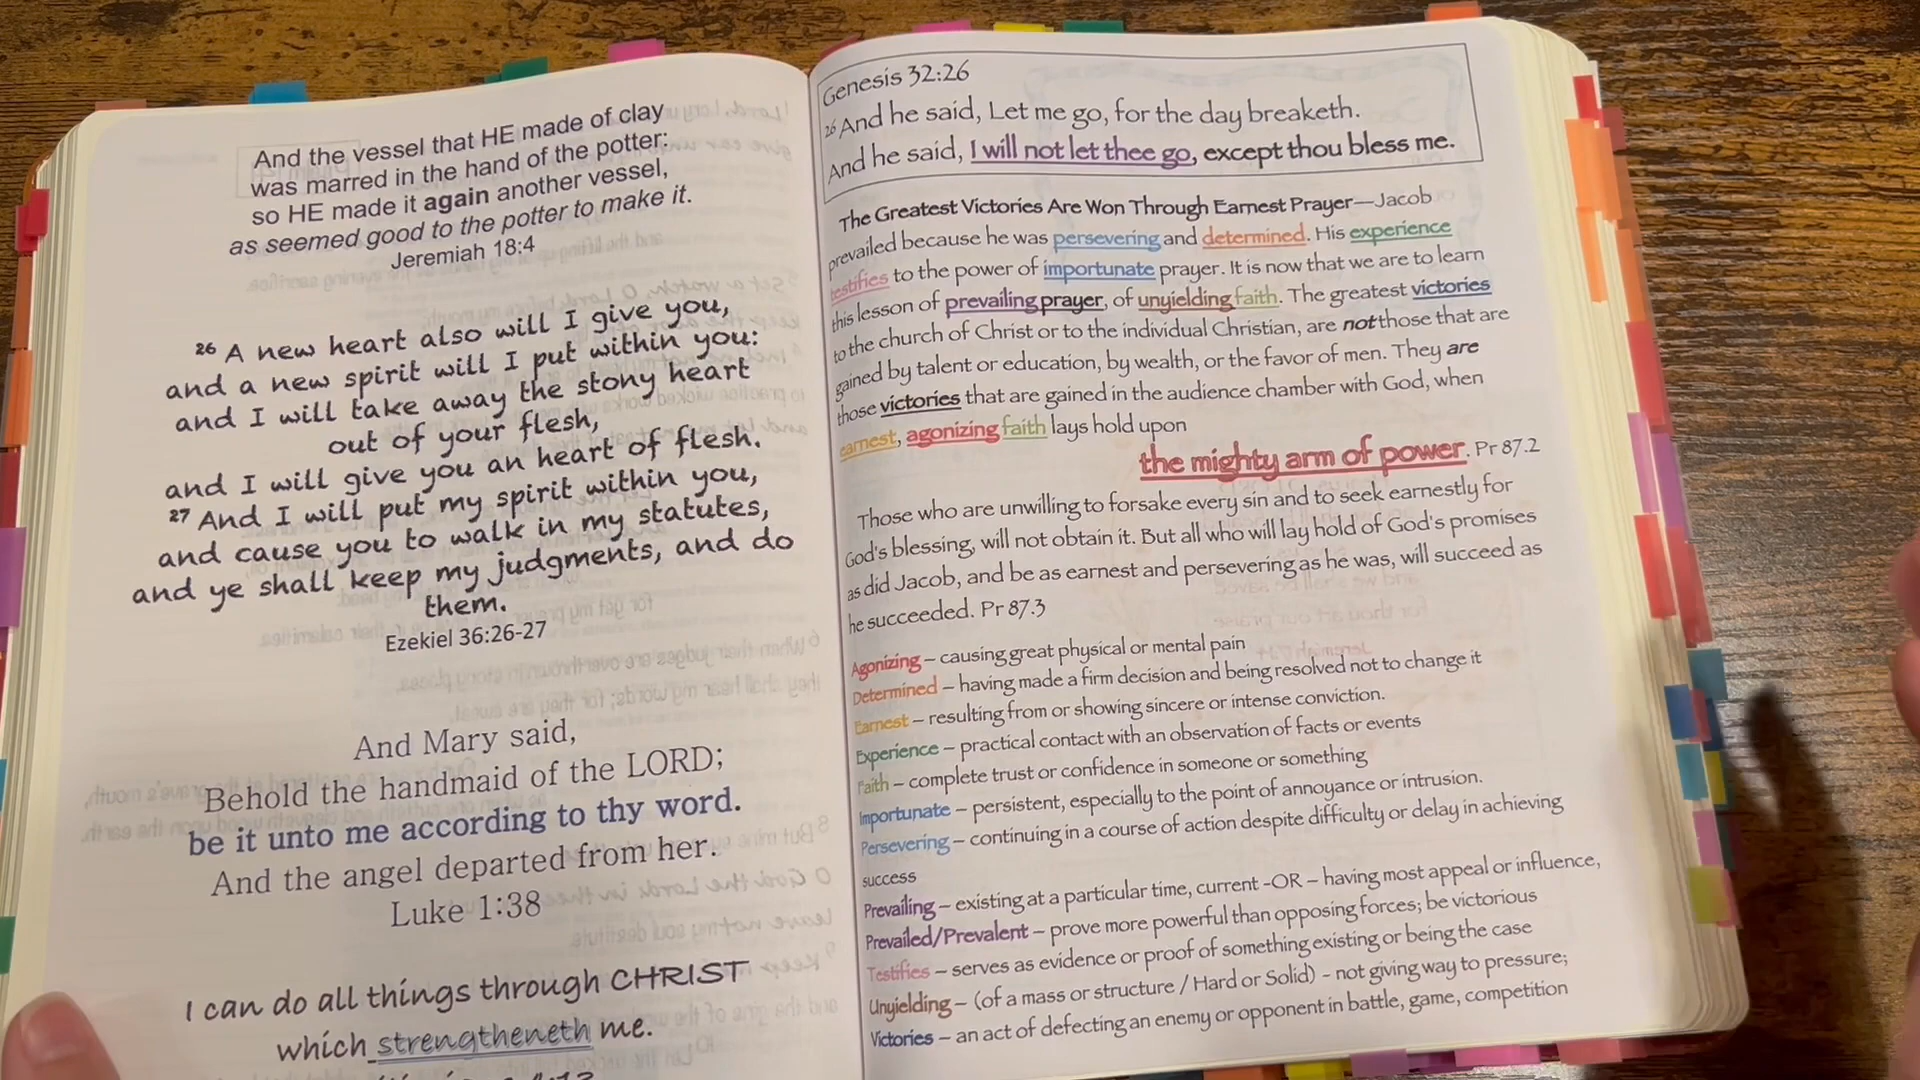 And the vessel that HE made of clay
was marred in the hand of the potter:
so HE made it again another vessel,
as seemed good to the potter to make it.
Jeremiah 18:4
26 A new heart also will I give you,
and a new spirit will I put within you:
and I will take away the stony heart
out of your flesh,
and I will give you an heart of flesh.
27 And I will put my spirit within you,
and cause you to walk in my statutes,
and ye shall keep my judgments, and do
them.
Ezekiel 36:26-27
And Mary said,
Behold the handmaid of the LORD;
be it unto me according to thy word.
And the angel departed from her.
Luke 1:38
I can do all things through CHRIST
which strengtheneth me.
Genesis 32:26
26 And he said, Let me go, for the day breaketh.
And he said, I will not let thee go, except thou bless me.
The Greatest Victories Are Won Through Earnest Prayer—Jacob
prevailed because he was persevering and determined. His experience
testifies to the power of importunate prayer. It is now that we are to learn
this lesson of prevailing prayer, of unyielding faith. The greatest victories
to the church of Christ or to the individual Christian, are not those that are
gained by talent or education, by wealth, or the favor of men. They are
those victories that are gained in the audience chamber with God, when
earnest, agonizing faith lays hold upon
the mighty arm of power. Pr 87.2
Those who are unwilling to forsake every sin and to seek earnestly for
God's blessing, will not obtain it. But all who will lay hold of God's promises
as did Jacob, and be as earnest and persevering as he was, will succeed as
he succeeded. Pr 87.3
Agonizing – causing great physical or mental pain
Determined – having made a firm decision and being resolved not to change it
Earnest – resulting from or showing sincere or intense conviction.
Experience – practical contact with an observation of facts or events
Faith – complete trust or confidence in someone or something
Importunate – persistent, especially to the point of annoyance or intrusion.
Persevering – continuing in a course of action despite difficulty or delay in achieving
success
Prevailing – existing at a particular time, current -OR – having most appeal or influence,
Prevailed/Prevalent – prove more powerful than opposing forces; be victorious
Testifies – serves as evidence or proof of something existing or being the case
Unyielding – (of a mass or structure / Hard or Solid) – not giving way to pressure;
Victories – an act of defecting an enemy or opponent in battle, game, competition